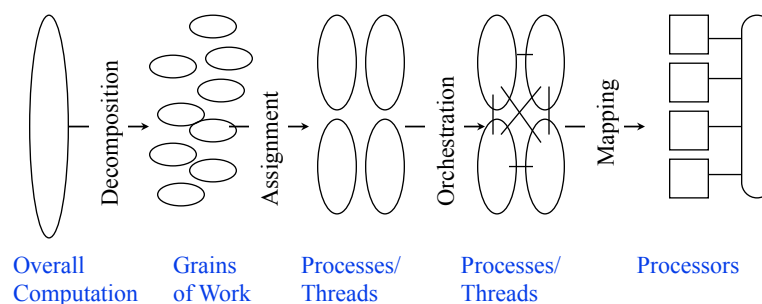 Decomposition
Assignment
Orchestration
Mapping
Overall
Computation
Grains
of Work
Processes/
Threads
Processes/
Threads
Processors